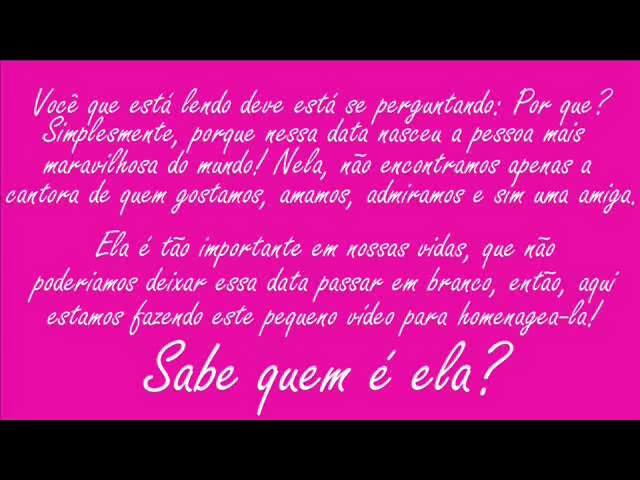 Você que está lendo deve está se perguntando: Por que?
Simplesmente, porque nessa data nasceu a pessoa mais
maravilhosa do mundo! Nela, não encontramos apenas a
cantora de quem gostamos, amamos, admiramos e sim uma amiga.
Ela é tão importante em nossas vidas, que não
poderiamos deixar essa data passar em branco, então, aqui
estamos fazendo este pequeno vídeo para homenagea-la!
Sabe quem é ela?